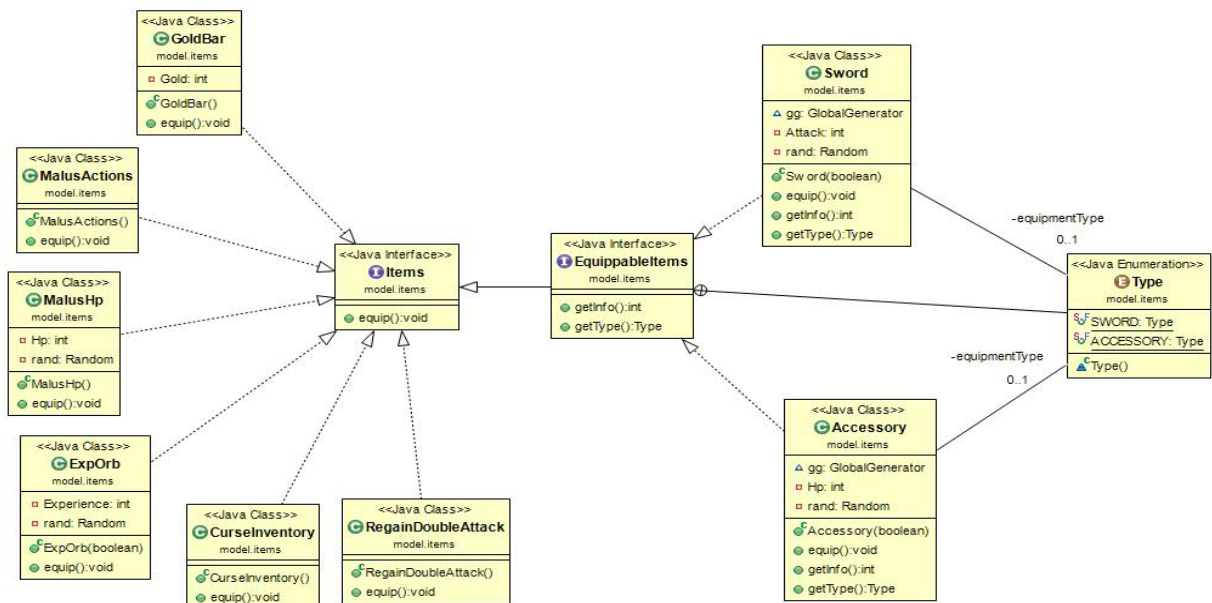 <<Java Class>>
GoldBar
model.items
Gold: int
GoldBar()
equip():void
<<Java Class>>
MalusActions
model.items
MalusActions()
equip():void
<<Java Class>>
MalusHp
model.items
Hp: int
rand: Random
MalusHp()
equip():void
<<Java Class>>
ExpOrb
model.items
Experience: int
rand: Random
ExpOrb(boolean)
equip():void
<<Java Class>>
CurseInventory
model.items
CurseInventory()
equip():void
<<Java Class>>
RegainDoubleAttack
model.items
RegainDoubleAttack()
equip():void
<<Java Interface>>
Items
model.items
equip():void
<<Java Interface>>
EquippableItems
model.items
getInfo():int
getType():Type
<<Java Class>>
Sword
model.items
gg: GlobalGenerator
Attack: int
rand: Random
Sword(boolean)
equip():void
getInfo():int
getType():Type
-equipmentType
0..1
<<Java Enumeration>>
Type
model.items
SWORD: Type
ACCESSORY: Type
Type()
-equipmentType
0..1
<<Java Class>>
Accessory
model.items
gg: GlobalGenerator
Hp: int
rand: Random
Accessory(boolean)
equip():void
getInfo():int
getType():Type